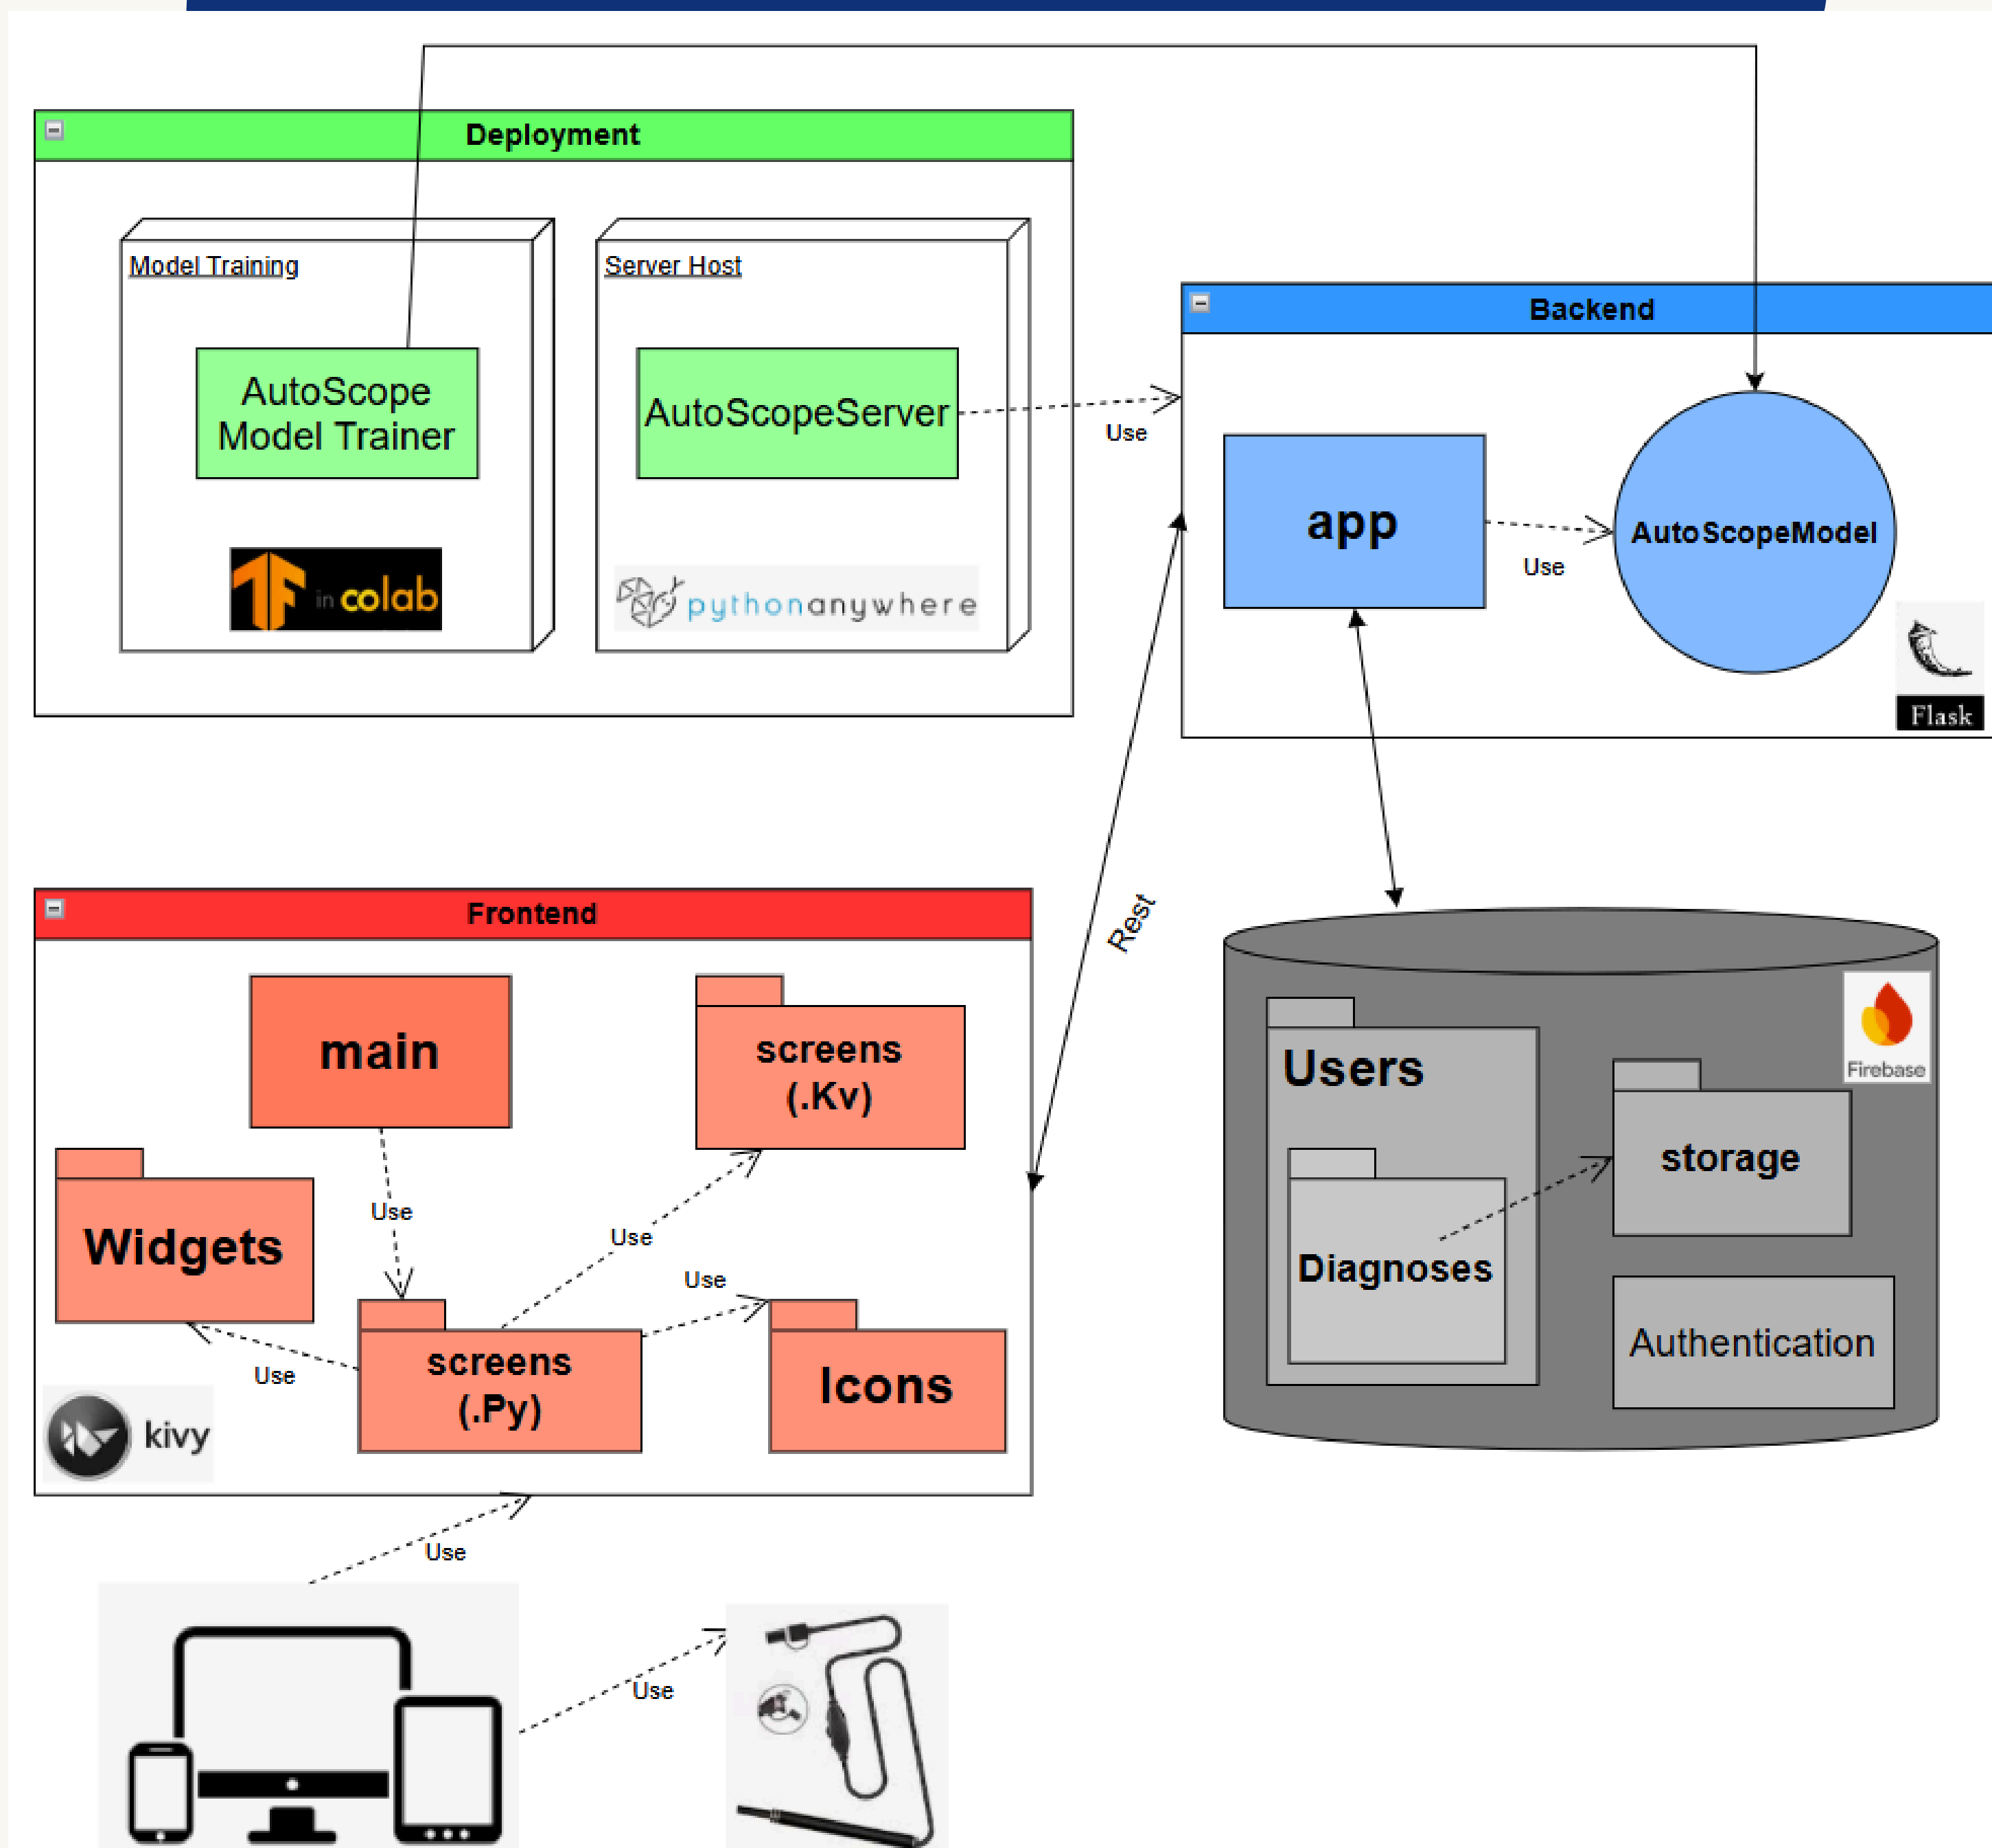 Deployment
Model Training
AutoScope
Model Trainer
in colab
Server Host
AutoScopeServer
pythonanywhere
Use
Backend
app
Use
AutoScopeModel
Flask
Rest
Frontend
main
screens
(.Kv)
Use
Widgets
Use
Use
Use
screens
(.Py)
Icons
kivy
Users
Diagnoses
storage
Authentication
Firebase
Use
Use